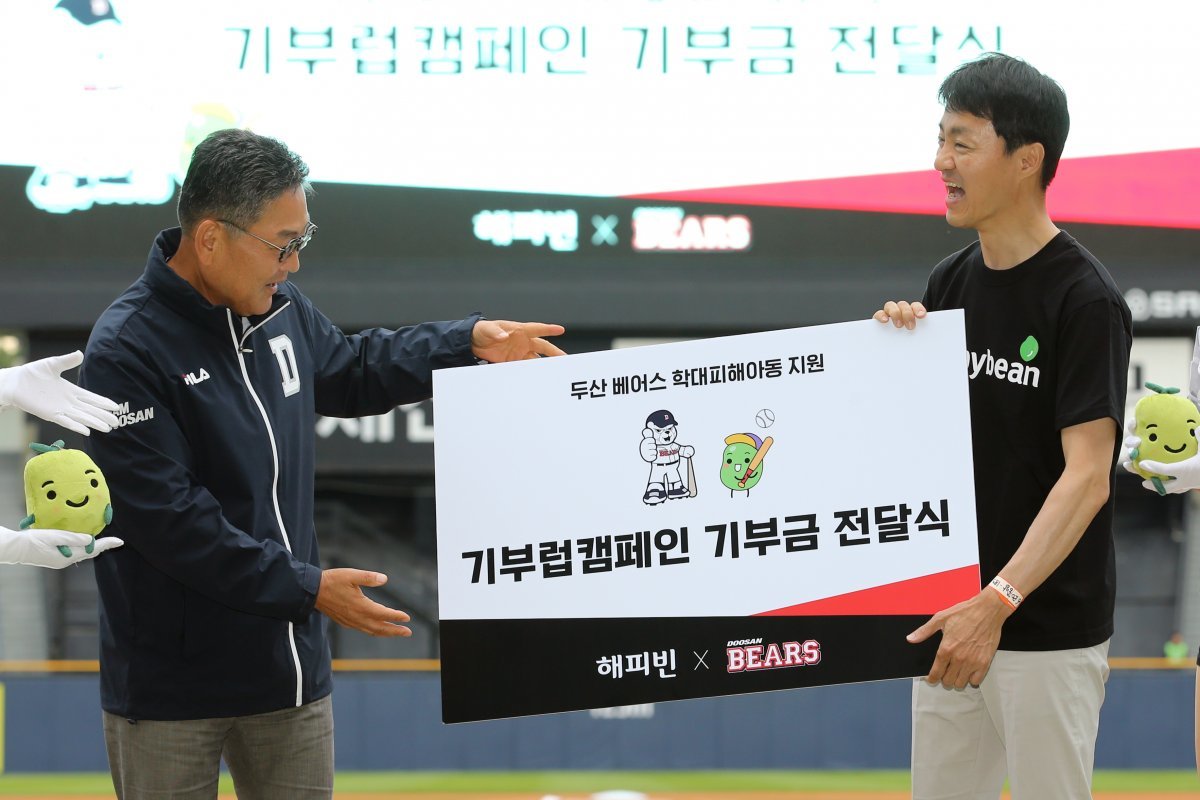 기부럽캠페인 기부금 전달식
해피빈 X BEARS
FILA
D
DOOSAN
두산 베어스 학대피해아동 지원
D
BEARS
기부럽캠페인 기부금 전달식
해피빈 X DOOSAN BEARS
ybean